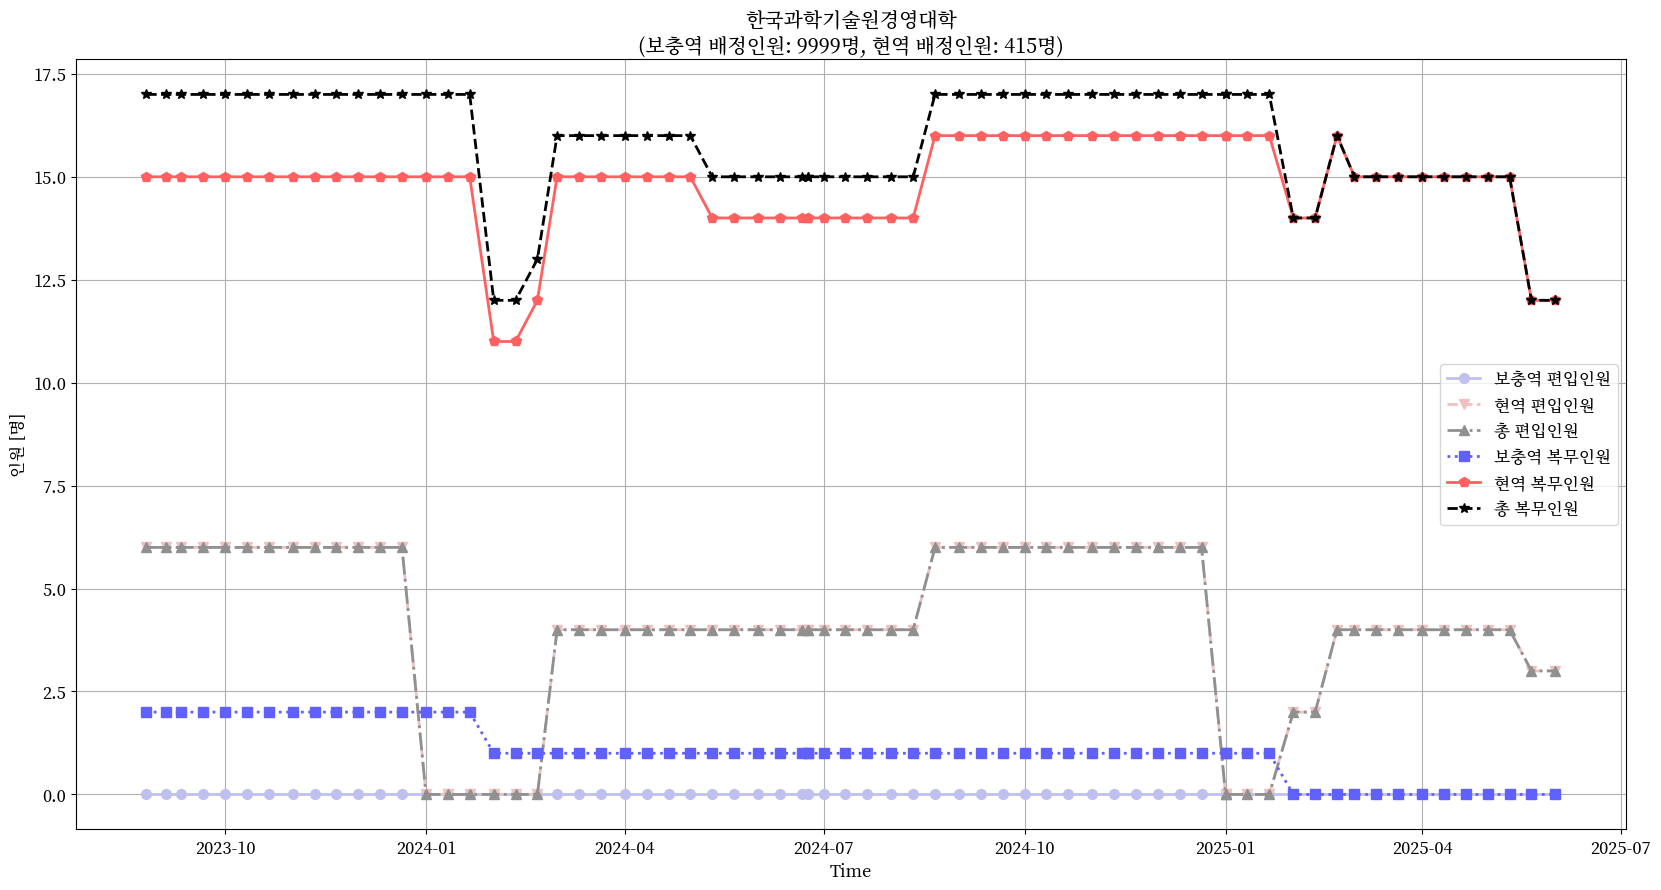 한국과학기술원경영대학
(보충역 배정인원: 9999명, 현역 배정인원: 415명)
17.5
15.0
12.5
10.0
7.5
5.0
2.5
0.0
인원 [명]
보충역 편입인원
현역 편입인원
총 편입인원
보충역 복무인원
현역 복무인원
총 복무인원
2023-10
2024-01
2024-04
2024-07
2024-10
2025-01
2025-04
2025-07
Time